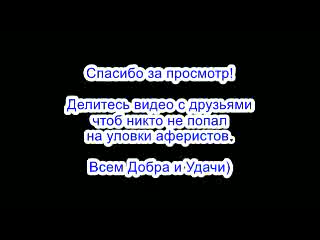 Спасибо за просмотр!
Делитесь видео с друзьями
чтоб никто не попал
на уловки аферистов.
Всем Добра и Удачи)